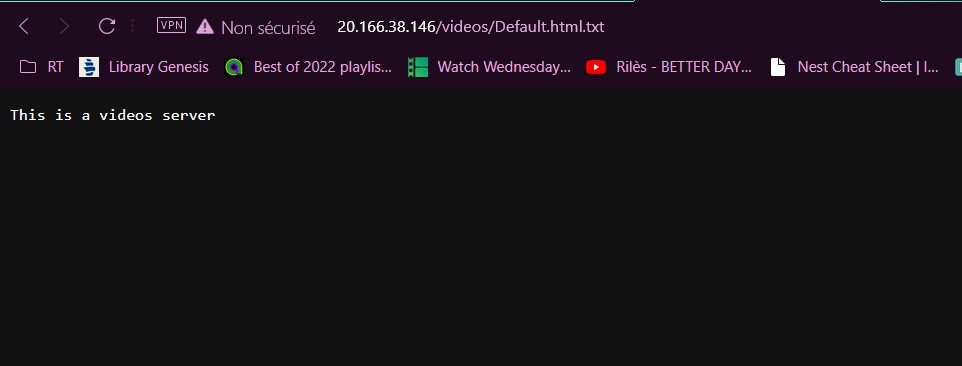 VPN Non sécurisé 20.166.38.146/videos/Default.html.txt
RT Library Genesis Best of 2022 playlis... Watch Wednesday... Rilès - BETTER DAY... Nest Cheat Sheet | I...
This is a videos server